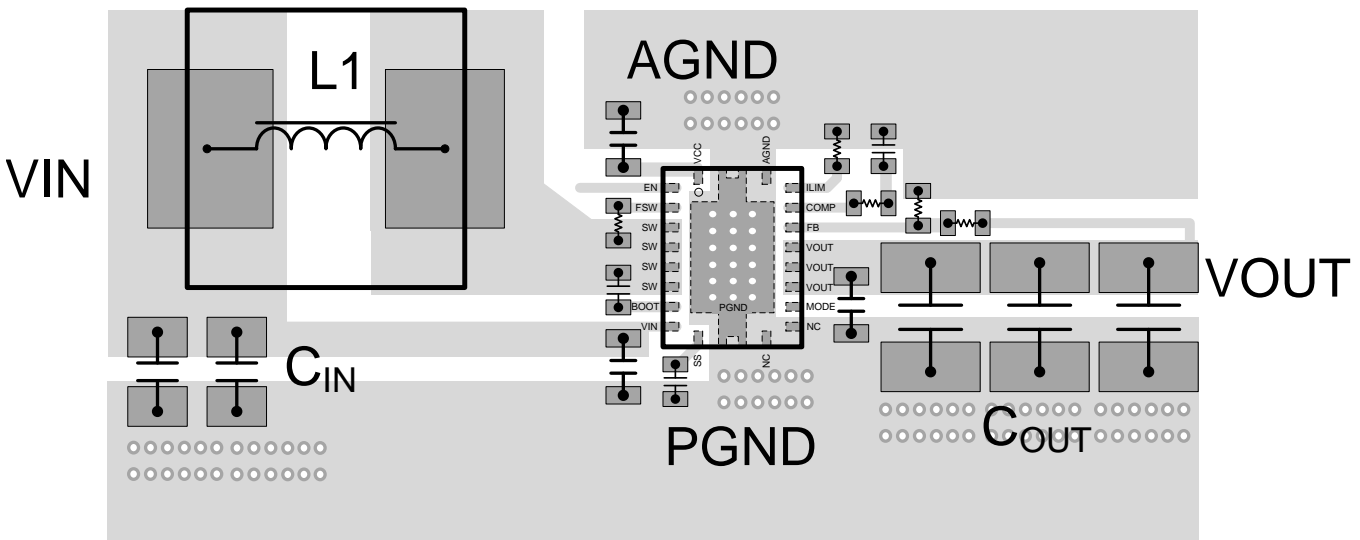 L1
AGND
VIN
VCC
AGND
EN
FSW
SW
SW
SW
SW
BOOT
VIN
ILIM
COMP
FB
VOUT
VOUT
VOUT
MODE
NC
PGND
SS
NC
VOUT
CIN
COUT
PGND